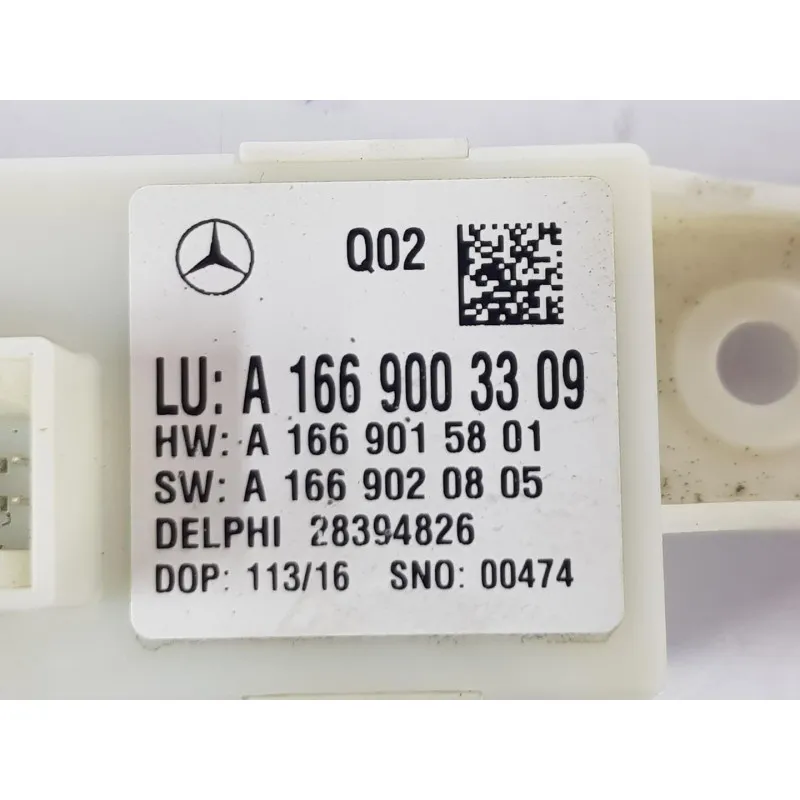 Q02
LU: A 166 900 33 09
HW: A 166 901 58 01
SW: A 166 902 08 05
DELPHI 28394826
DOP: 113/16 SNO: 00474